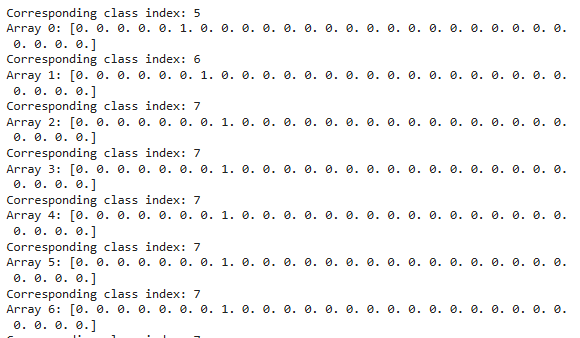 Corresponding class index: 5
Array 0: [0. 0. 0. 0. 0. 1. 0. 0. 0. 0. 0. 0. 0. 0. 0. 0. 0. 0. 0. 0. 0. 0. 0. 0.
0. 0. 0. 0.]
Corresponding class index: 6
Array 1: [0. 0. 0. 0. 0. 0. 1. 0. 0. 0. 0. 0. 0. 0. 0. 0. 0. 0. 0. 0. 0. 0. 0. 0.
0. 0. 0. 0.]
Corresponding class index: 7
Array 2: [0. 0. 0. 0. 0. 0. 0. 1. 0. 0. 0. 0. 0. 0. 0. 0. 0. 0. 0. 0. 0. 0. 0. 0.
0. 0. 0. 0.]
Corresponding class index: 7
Array 3: [0. 0. 0. 0. 0. 0. 0. 1. 0. 0. 0. 0. 0. 0. 0. 0. 0. 0. 0. 0. 0. 0. 0. 0.
0. 0. 0. 0.]
Corresponding class index: 7
Array 4: [0. 0. 0. 0. 0. 0. 0. 1. 0. 0. 0. 0. 0. 0. 0. 0. 0. 0. 0. 0. 0. 0. 0. 0.
0. 0. 0. 0.]
Corresponding class index: 7
Array 5: [0. 0. 0. 0. 0. 0. 0. 1. 0. 0. 0. 0. 0. 0. 0. 0. 0. 0. 0. 0. 0. 0. 0. 0.
0. 0. 0. 0.]
Corresponding class index: 7
Array 6: [0. 0. 0. 0. 0. 0. 0. 1. 0. 0. 0. 0. 0. 0. 0. 0. 0. 0. 0. 0. 0. 0. 0. 0.
0. 0. 0. 0.]